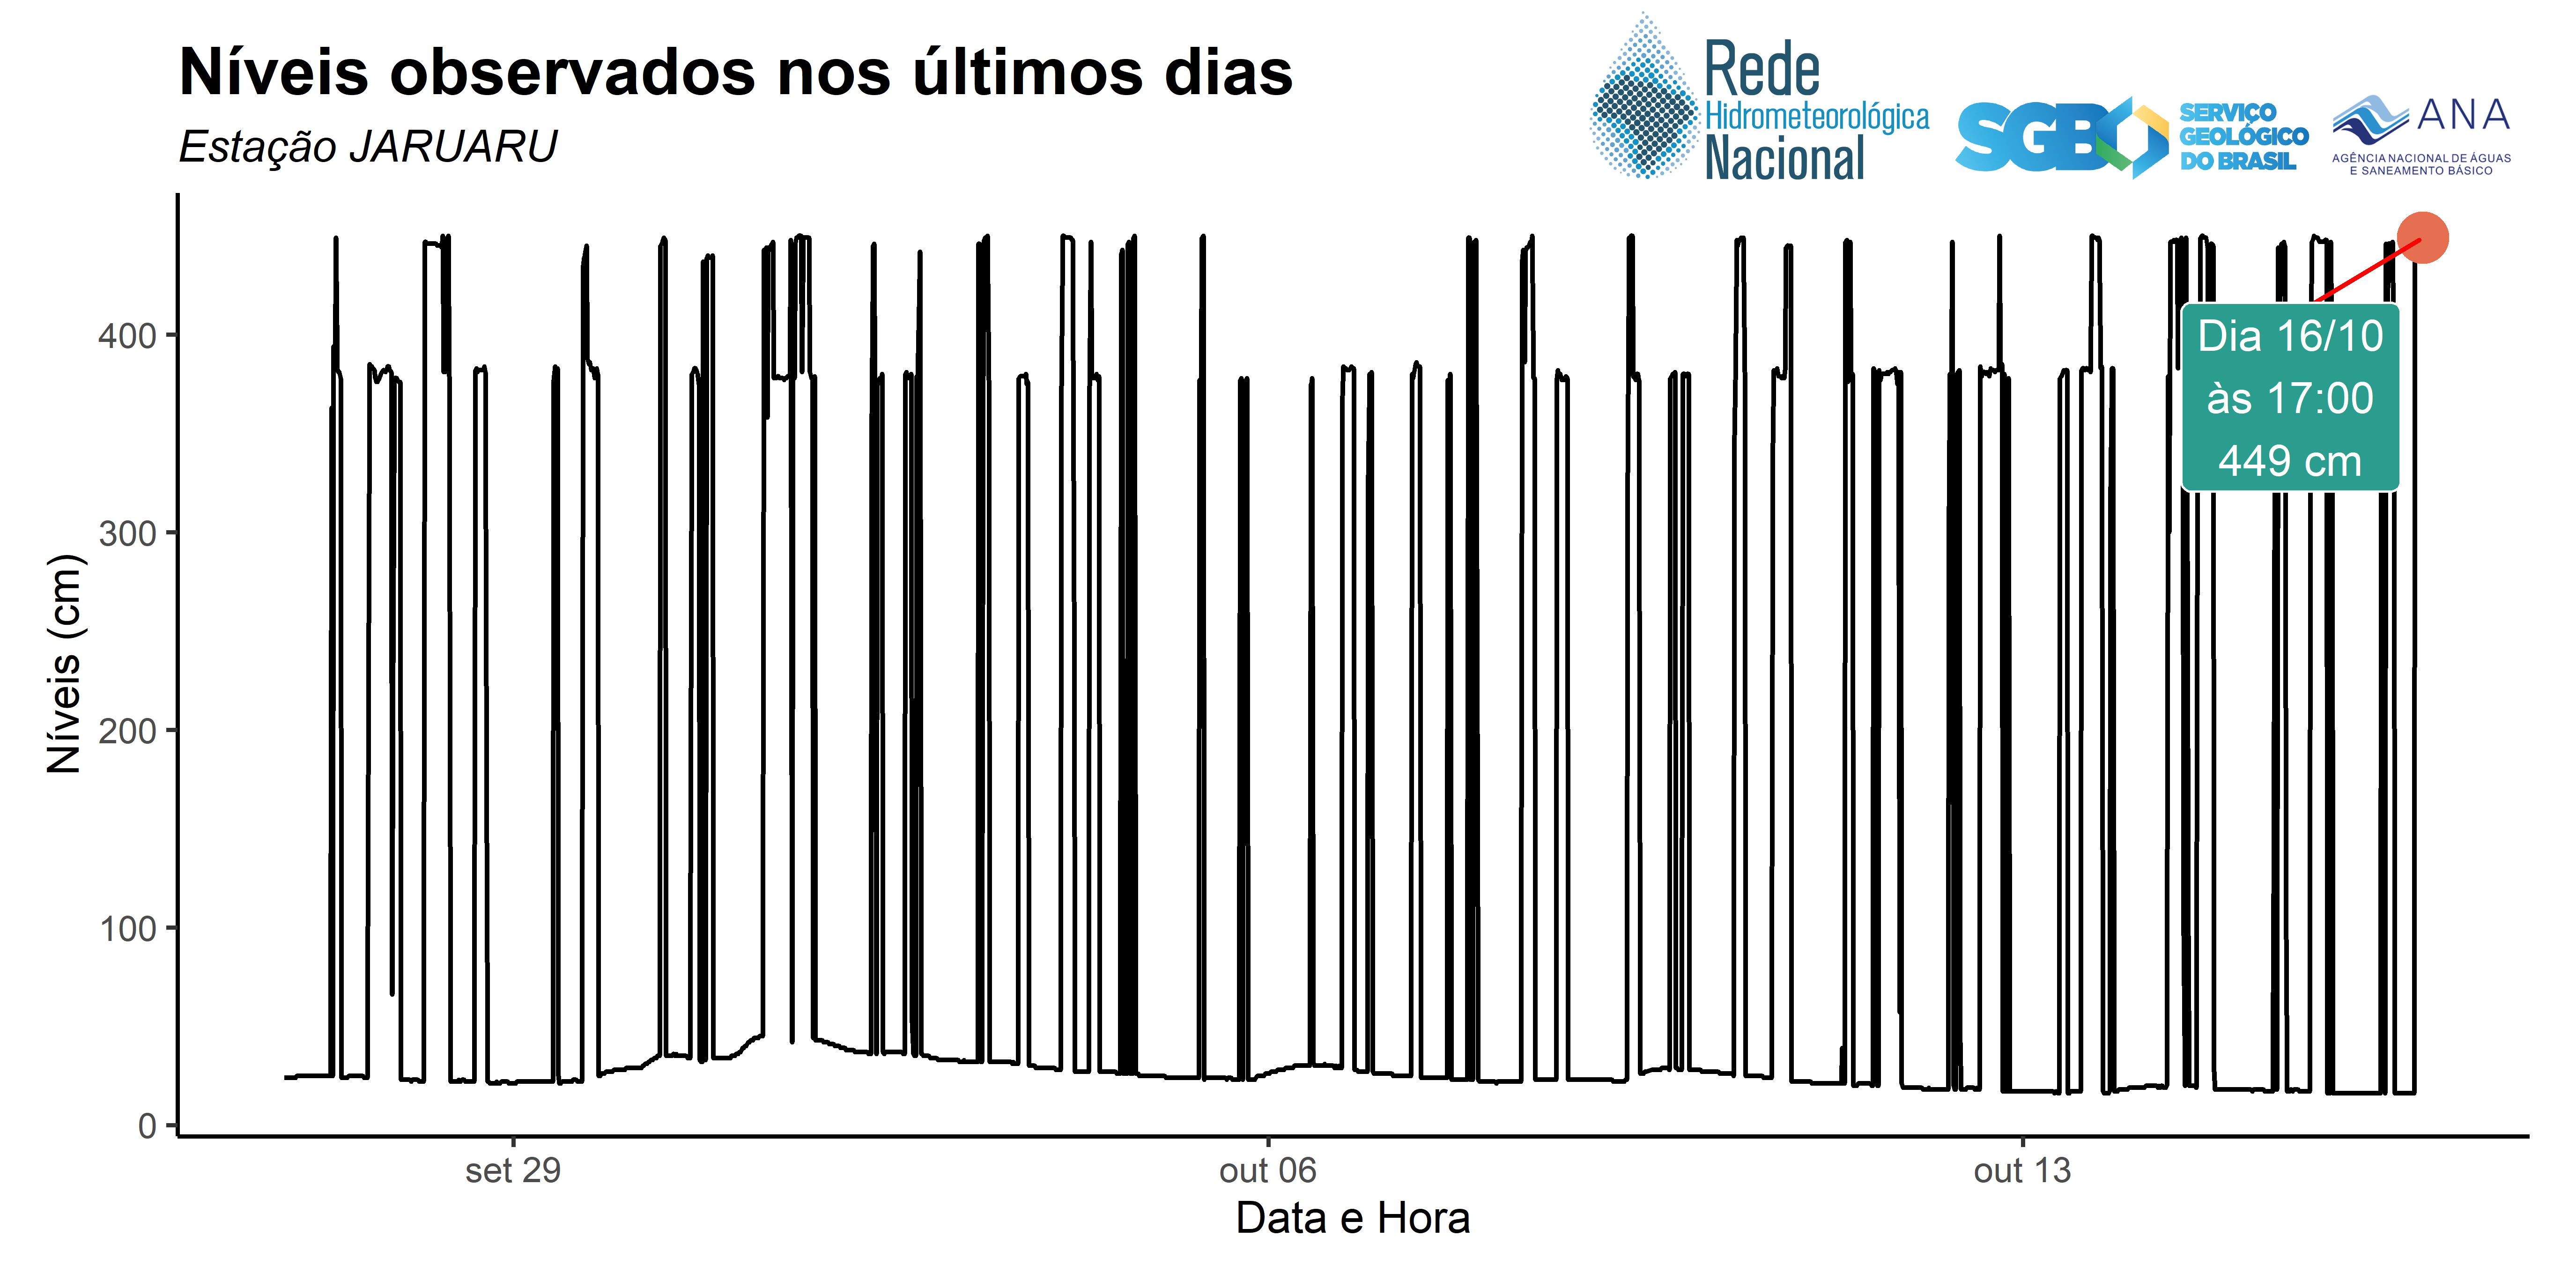 Níveis observados nos últimos dias
Estação JARUARU
Rede
Hidrometeorológica
Nacional
SGB
SERVIÇO
GEOLÓGICO
DO BRASIL
ANA
AGÊNCIA NACIONAL DE ÁGUAS
E SANEAMENTO BÁSICO
Dia 16/10
às 17:00
449 cm
Níveis (cm)
400
300
200
100
0
set 29
out 06
out 13
Data e Hora